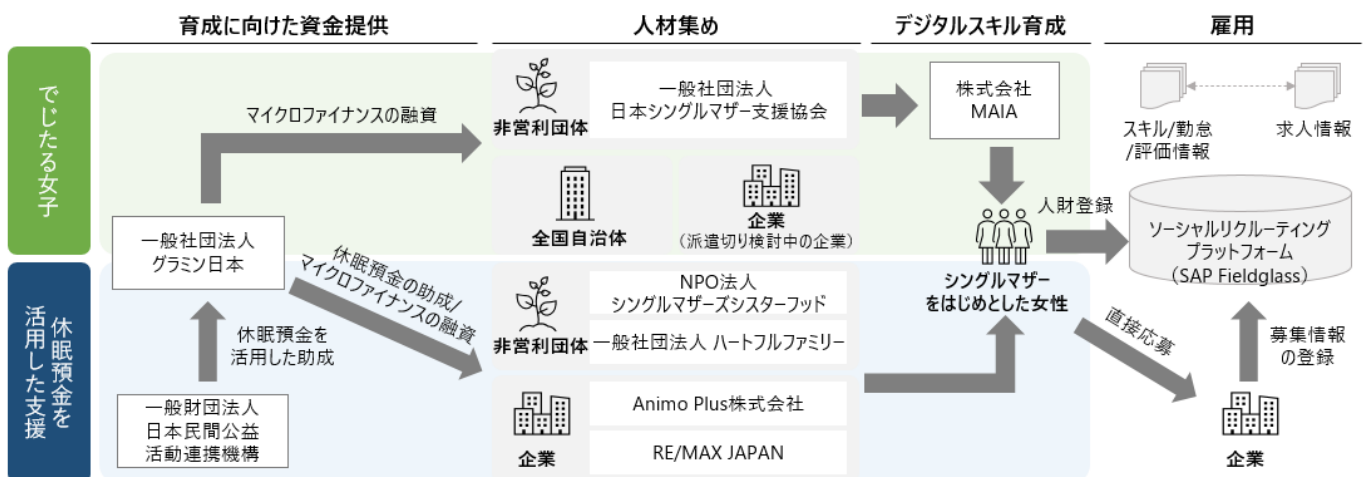 育成に向けた資金提供
人材集め
デジタルスキル育成
雇用
でじたる女子
マイクロファイナンスの融資
非営利団体
一般社団法人
日本シングルマザー支援協会
株式会社
MAIA
スキル/勤怠
/評価情報
求人情報
全国自治体
企業
（派遣切り検討中の企業）
人財登録
ソーシャルリクルーティング
プラットフォーム
（SAP Fieldglass）
一般社団法人
グラミン日本
シングルマザー
をはじめとした女性
休眠預金を
活用した支援
休眠預金の助成/
マイクロファイナンスの融資
休眠預金を
活用した助成
一般財団法人
日本民間公益
活動連携機構
非営利団体
NPO法人
シングルマザーズシスターフッド
一般社団法人 ハートフルファミリー
企業
Animo Plus株式会社
RE/MAX JAPAN
直接応募
募集情報
の登録
企業